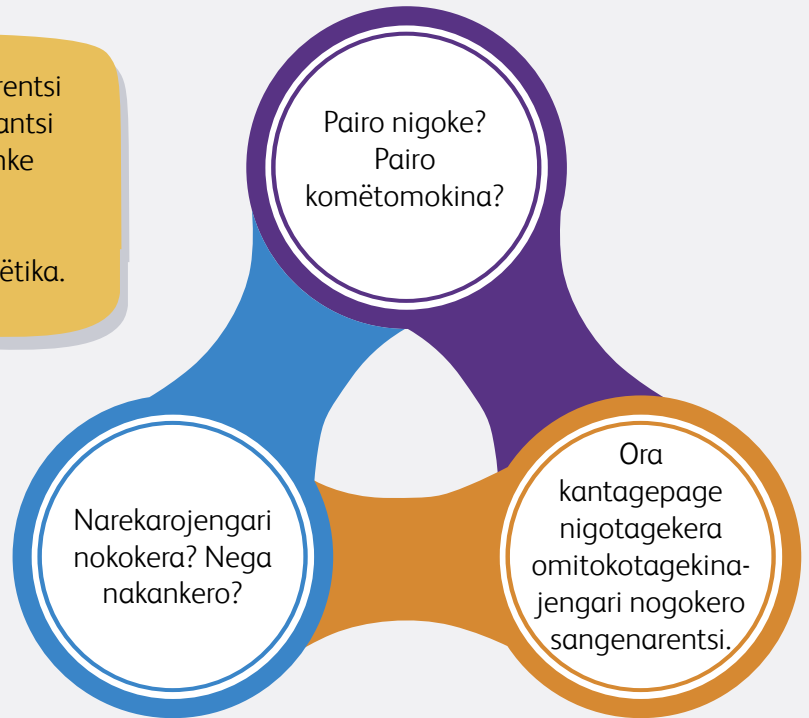 rentsi
antsi
nke
ëtika.
Pairo nigoke?
Pairo
komëtomokina?
Narekarojengari
nokokera? Nega
nakankero?
Ora
kantagepage
nigotagekera
omitokotagekina-
jengari nogokero
sangenarentsi.